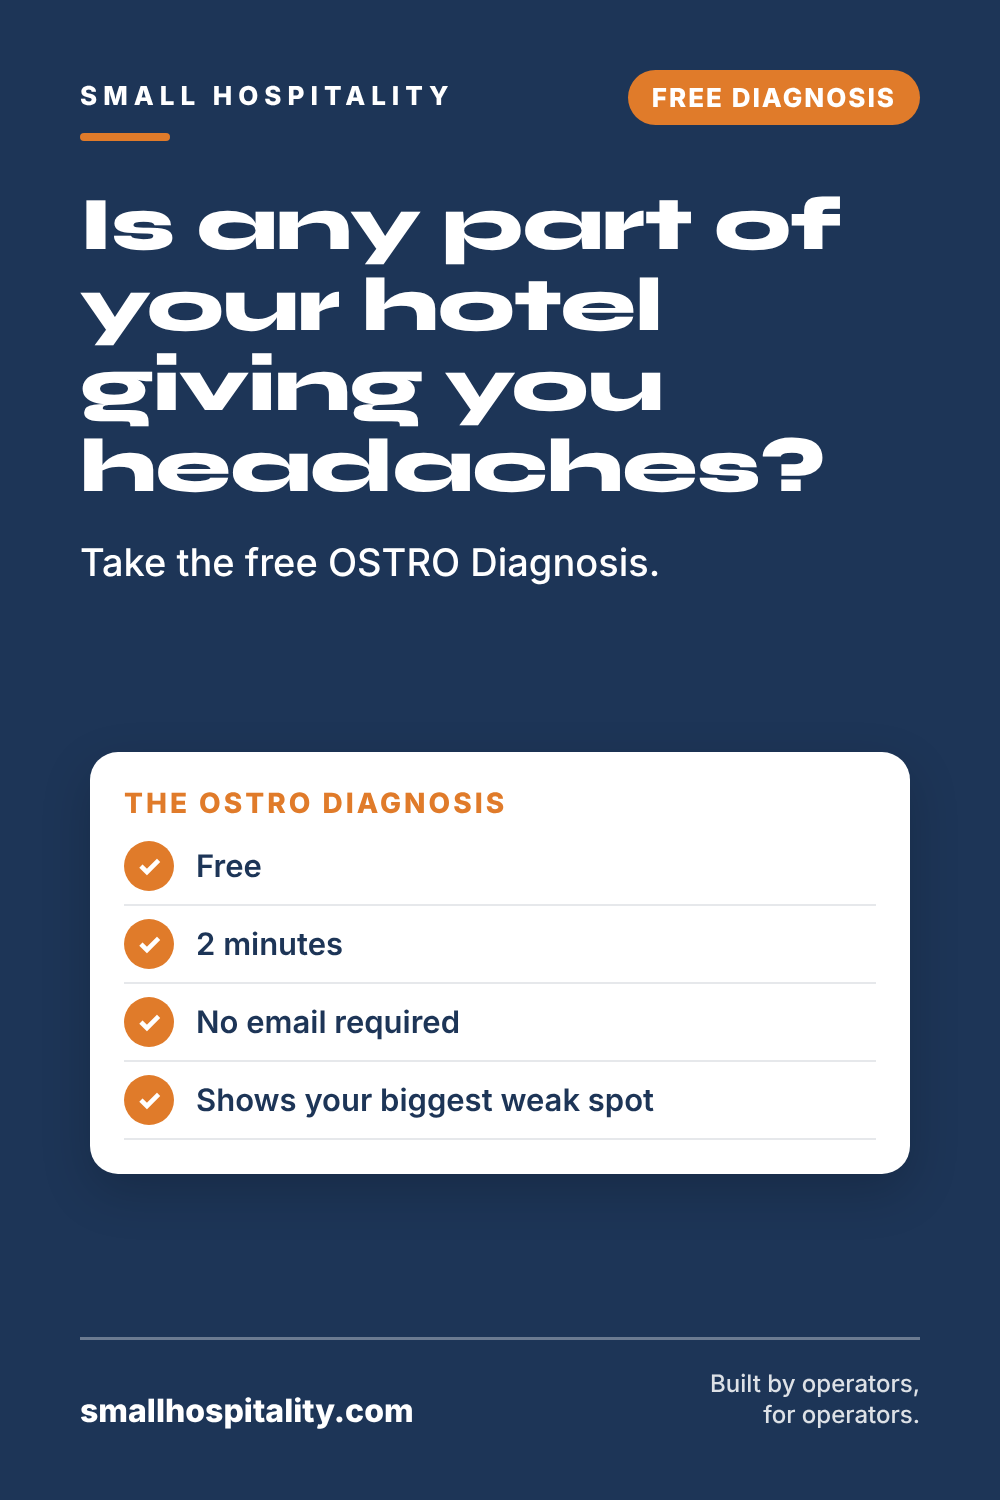 SMALL HOSPITALITY
FREE DIAGNOSIS
Is any part of
your hotel
giving you
headaches?
Take the free OSTRO Diagnosis.
THE OSTRO DIAGNOSIS
Free
2 minutes
No email required
Shows your biggest weak spot
smallhospitality.com
Built by operators,
for operators.